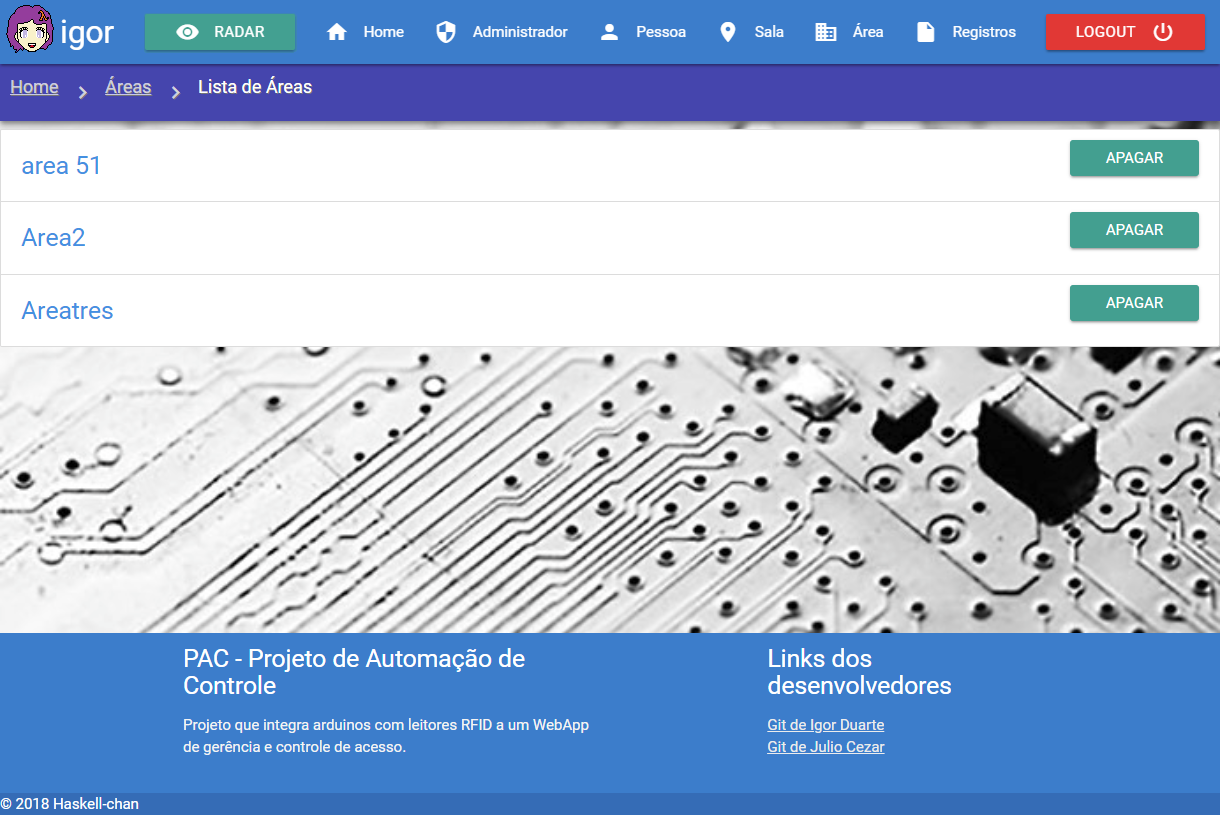 igor
RADAR
Home
Administrador
Pessoa
Sala
Área
Registros
LOGOUT
Home
Áreas
Lista de Áreas
area 51
APAGAR
Area2
APAGAR
Areatres
APAGAR
PAC - Projeto de Automação de
Controle
Projeto que integra arduinos com leitores RFID a um WebApp
de gerência e controle de acesso.
Links dos
desenvolvedores
Git de Igor Duarte
Git de Julio Cezar
© 2018 Haskell-chan